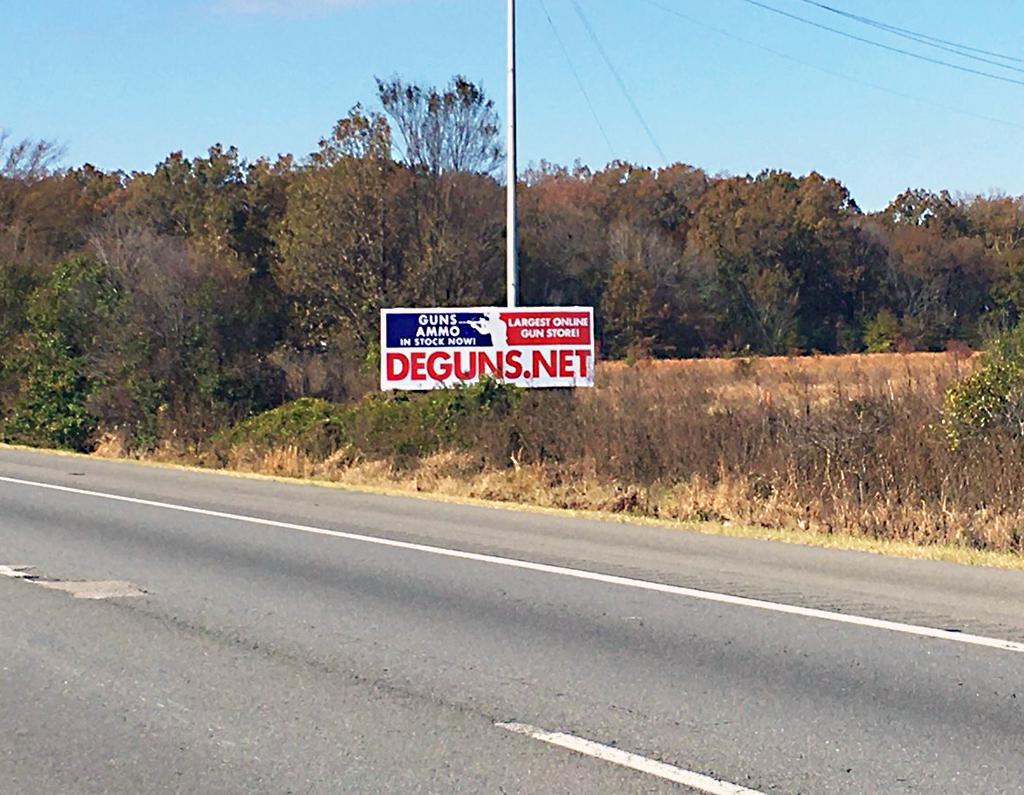 GUNS
AMMO
IN STOCK NOW!
LARGEST ONLINE
GUN STORE!
DEGUNS.NET